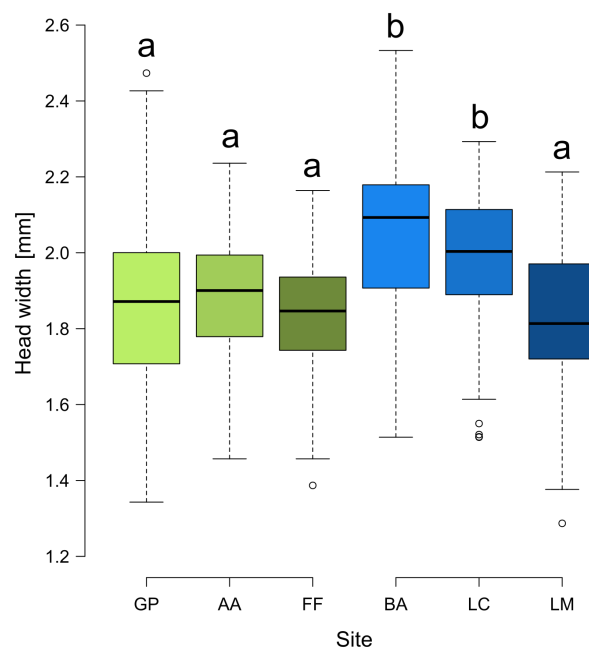 2.6
2.4
2.2
2.0
1.8
1.6
1.4
1.2
Head width [mm]
a
a
a
b
b
a
GP AA FF BA LC LM
Site